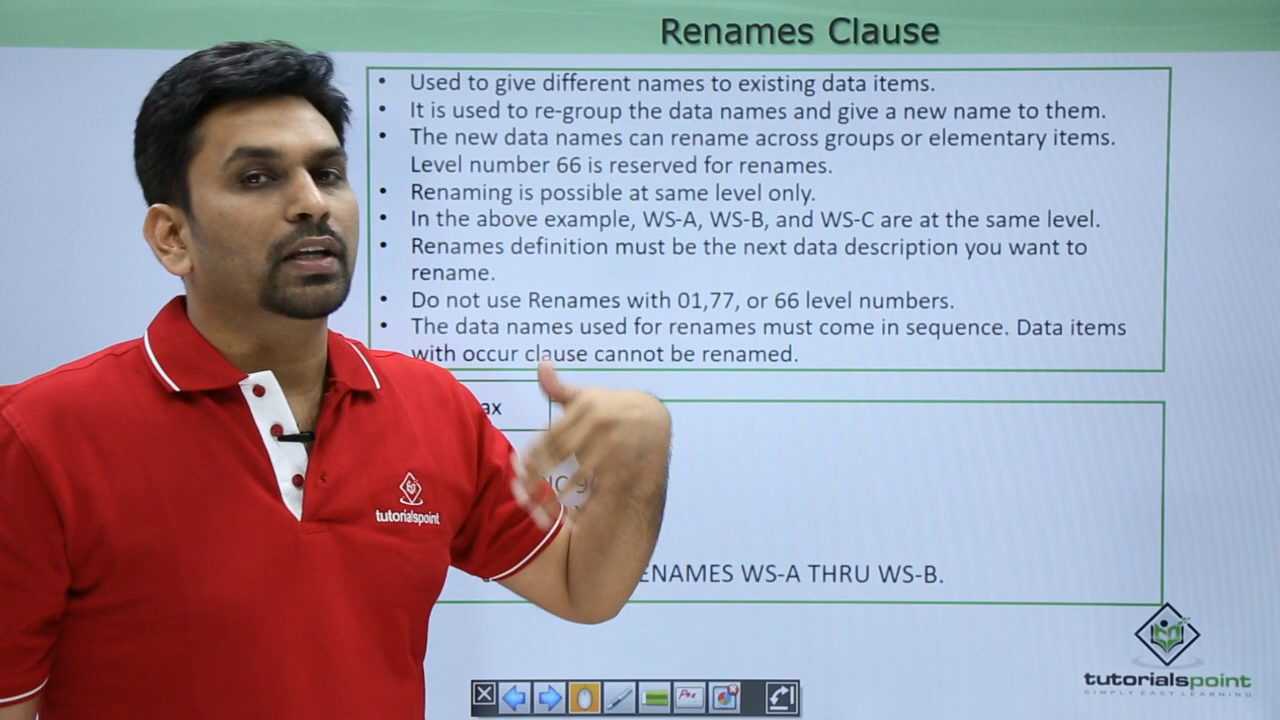 Renames Clause
• Used to give different names to existing data items.
• It is used to re-group the data names and give a new name to them.
• The new data names can rename across groups or elementary items.
Level number 66 is reserved for renames.
• Renaming is possible at same level only.
• In the above example, WS-A, WS-B, and WS-C are at the same level.
• Renames definition must be the next data description you want to
rename.
• Do not use Renames with 01,77, or 66 level numbers.
• The data names used for renames must come in sequence. Data items
with occur clause cannot be renamed.
WS-A THRU WS-B.
tutorialspoint
tutorialspoint
SIMPLY EASY LEARNING